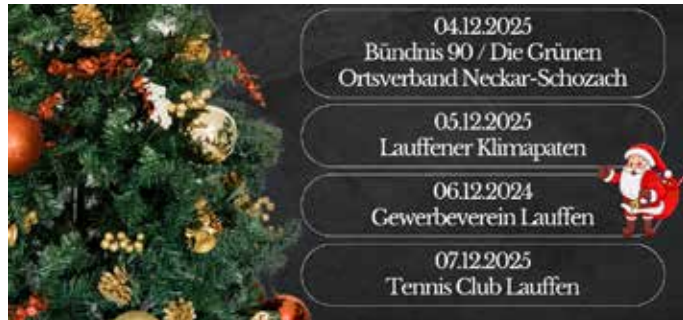 04.12.2025
Bündnis 90 / Die Grünen
Ortsverband Neckar-Schozach
05.12.2025
Lauffener Klimapaten
06.12.2024
Gewerbeverein Lauffen
07.12.2025
Tennis Club Lauffen